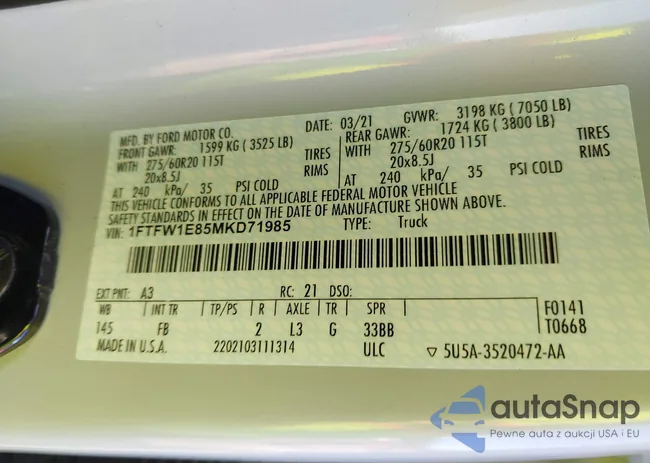 MFD. BY FORD MOTOR CO. DATE: 03/21 GVWR: 3198 KG ( 7050 LB)
FRONT GAWR: 1599 KG ( 3525 LB) REAR GAWR: 1724 KG ( 3800 LB)
WITH 275/60R20 115T TIRES WITH 275/60R20 115T TIRES
20x8.5J RIMS 20x8.5J RIMS
AT 240 kPa/ 35 PSI COLD AT 240 kPa/ 35 PSI COLD
THIS VEHICLE CONFORMS TO ALL APPLICABLE FEDERAL MOTOR VEHICLE
SAFETY STANDARDS IN EFFECT ON THE DATE OF MANUFACTURE SHOWN ABOVE.
VIN: 1FTFW1E85MKD71985 TYPE: Truck
EXT PNT: A3 RC: 21 DSO:
WB INT TR TP/PS R AXLE TR SPR F0141
145 FB 2 L3 G 33BB T0668
MADE IN U.S.A. 2202103111314 ULC ▽ 5U5A-3520472-AA
autaSnap
Pewne auta z aukcji USA i EU